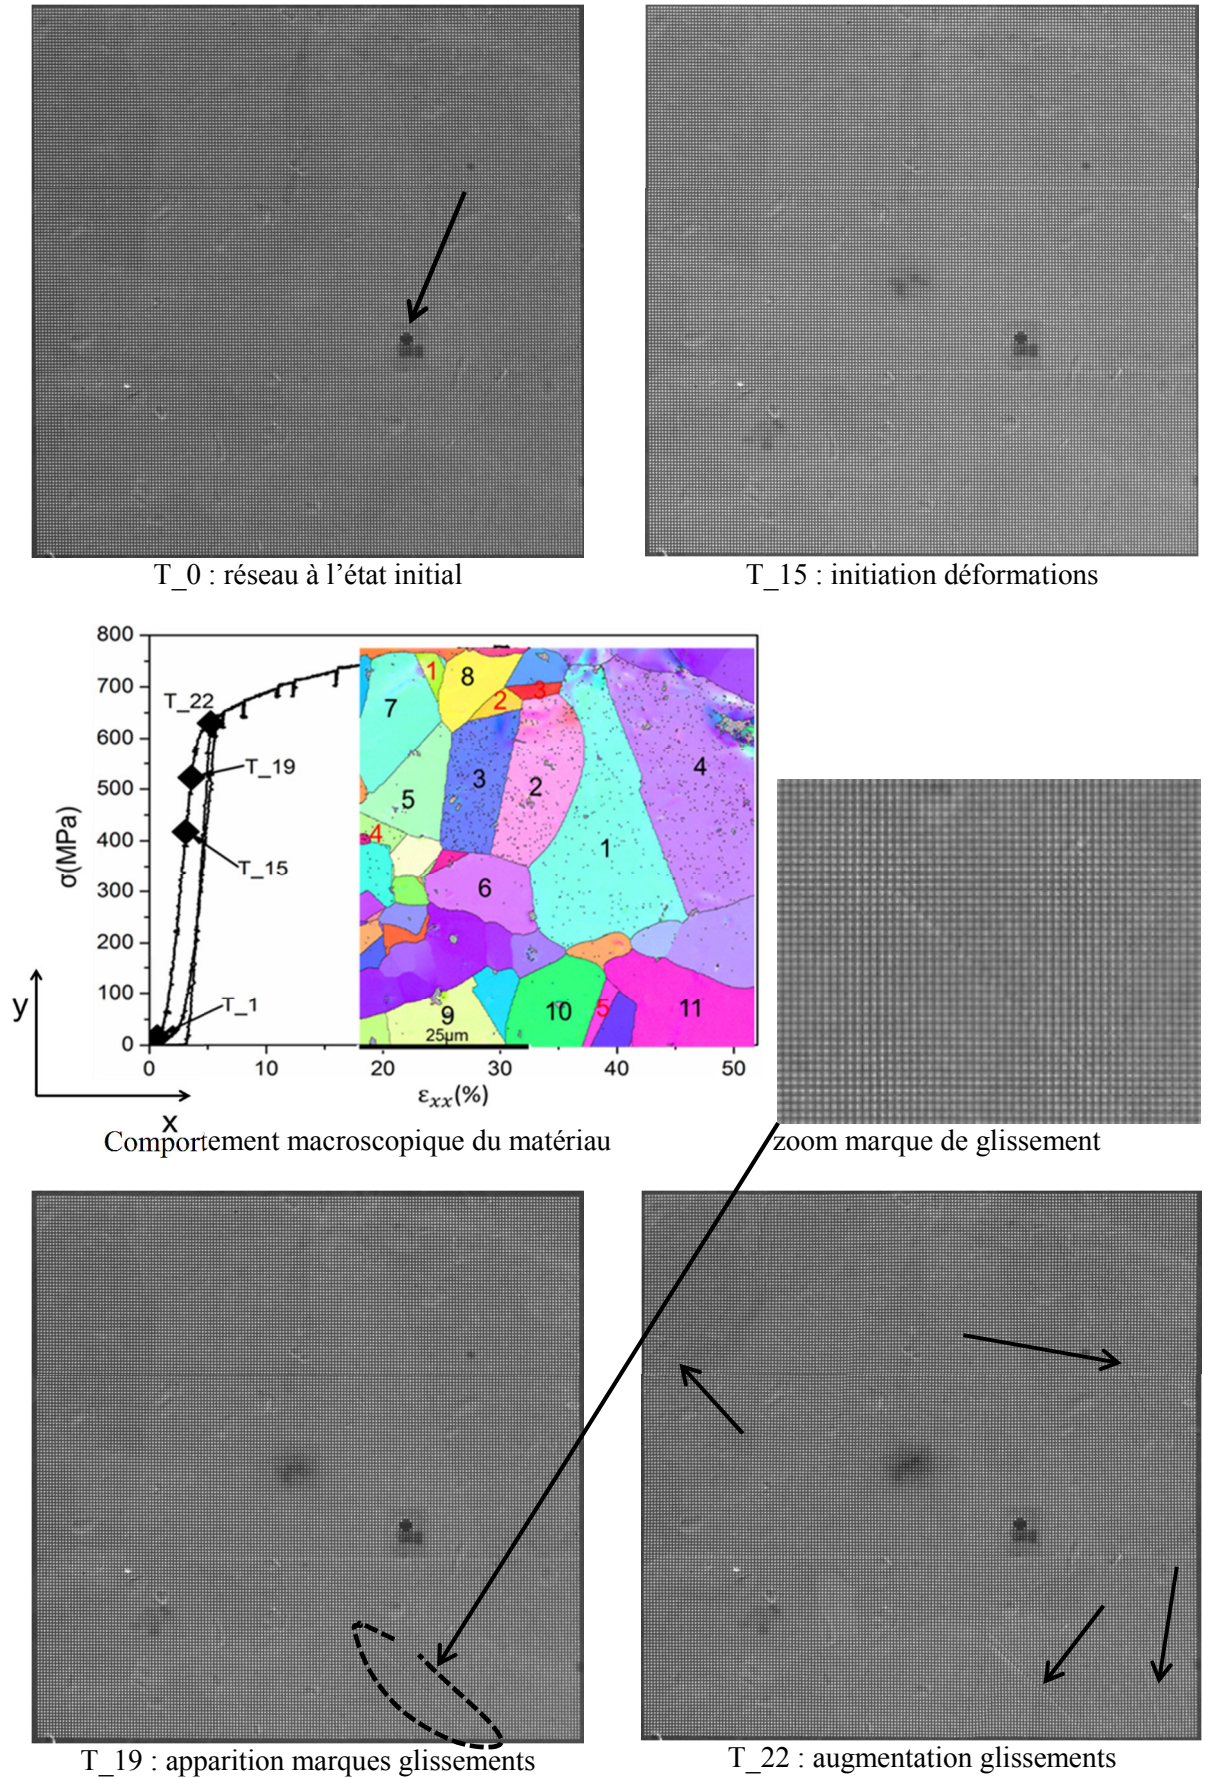 T_0 : réseau à l’état initial
T_15 : initiation déformations
800
700
600
500
400
300
200
100
0
σ(MPa)
T_22
T_19
T_15
T_1
1
8
3
2
7
3
2
4
5
4
1
6
9
10
5
11
25µm
0
10
20
30
40
50
εxx(%)
y
x
Comportement macroscopique du matériau
zoom marque de glissement
T_19 : apparition marques glissements
T_22 : augmentation glissements